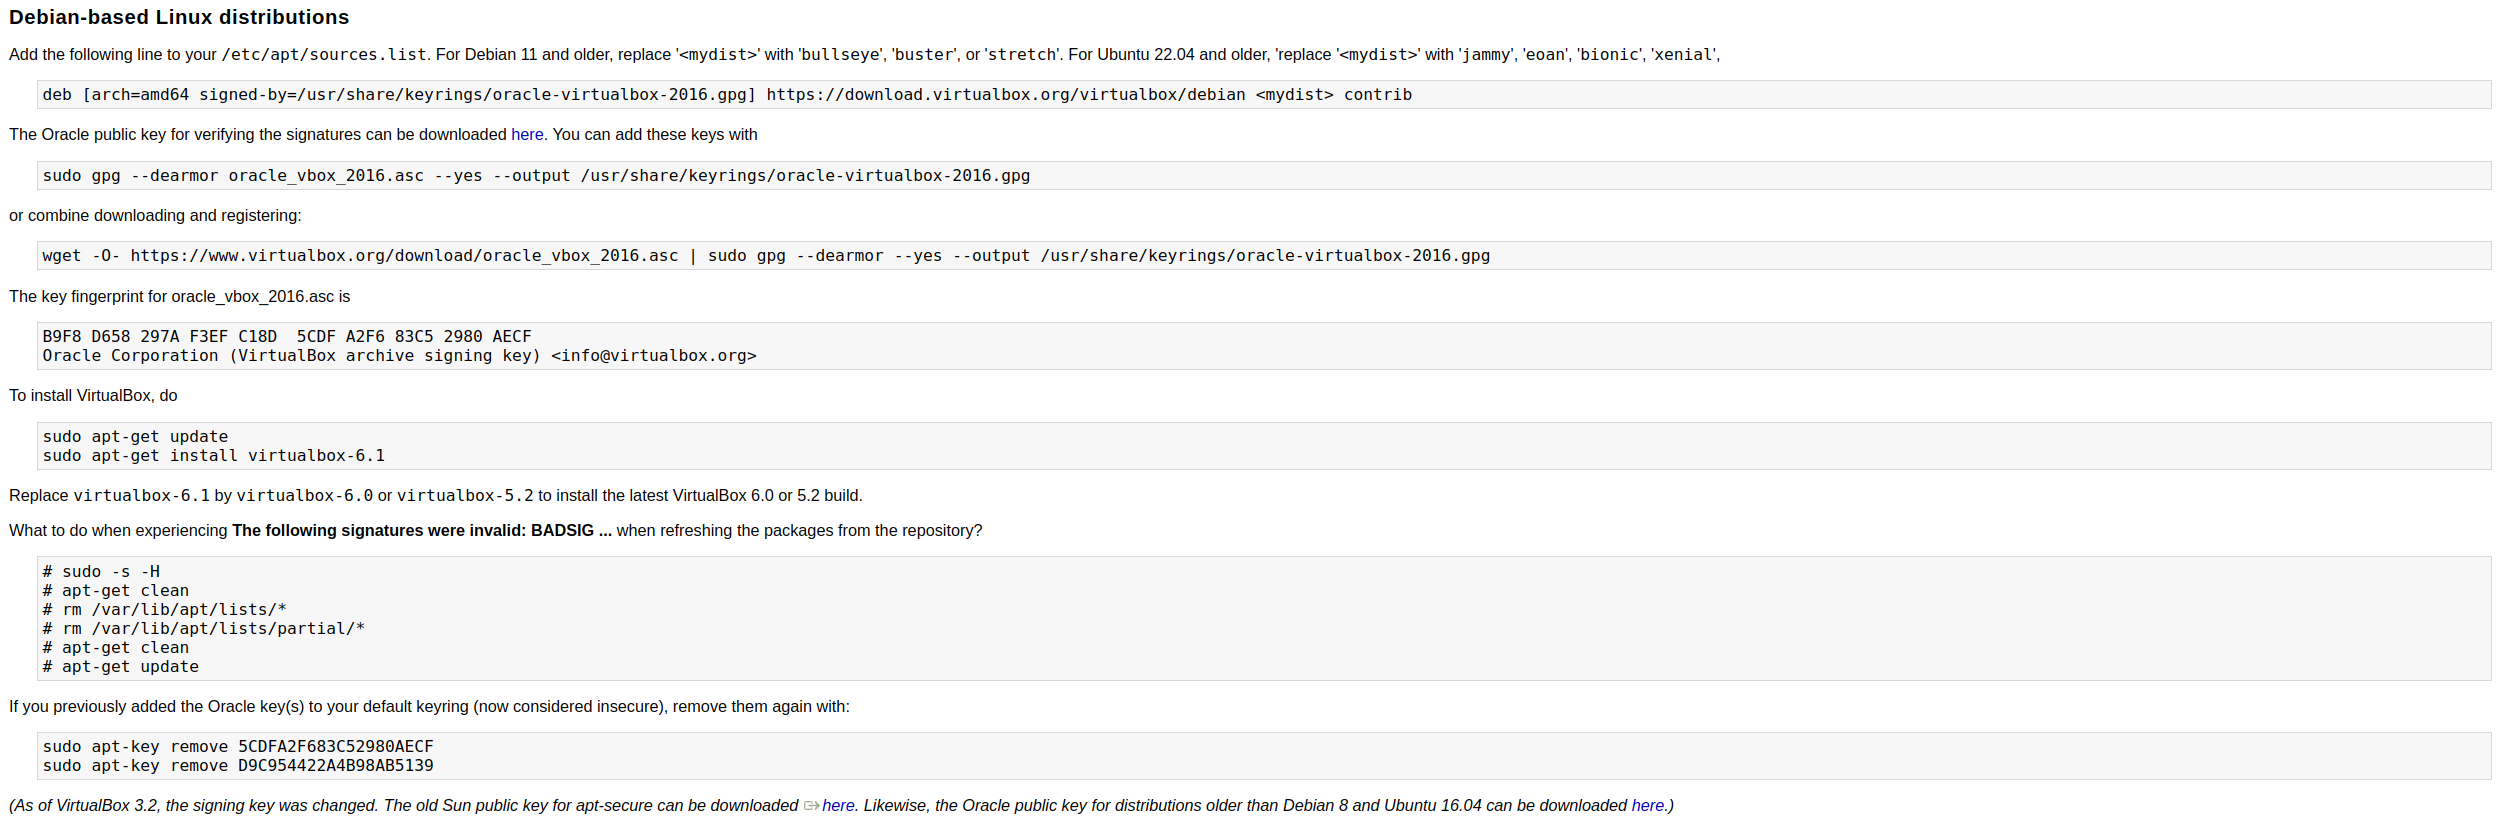 Debian-based Linux distributions
Add the following line to your /etc/apt/sources.list. For Debian 11 and older, replace '<mydist>' with 'bullseye', 'buster', or 'stretch'. For Ubuntu 22.04 and older, 'replace '<mydist>' with 'jammy', 'eoan', 'bionic', 'xenial',
deb [arch=amd64 signed-by=/usr/share/keyrings/oracle-virtualbox-2016.gpg] https://download.virtualbox.org/virtualbox/debian <mydist> contrib
The Oracle public key for verifying the signatures can be downloaded here. You can add these keys with
sudo gpg --dearmor oracle_vbox_2016.asc --yes --output /usr/share/keyrings/oracle-virtualbox-2016.gpg
or combine downloading and registering:
wget -O- https://www.virtualbox.org/download/oracle_vbox_2016.asc | sudo gpg --dearmor --yes --output /usr/share/keyrings/oracle-virtualbox-2016.gpg
The key fingerprint for oracle_vbox_2016.asc is
B9F8 D658 297A F3EF C18D  5CDF A2F6 83C5 2980 AECF
Oracle Corporation (VirtualBox archive signing key) <info@virtualbox.org>
To install VirtualBox, do
sudo apt-get update
sudo apt-get install virtualbox-6.1
Replace virtualbox-6.1 by virtualbox-6.0 or virtualbox-5.2 to install the latest VirtualBox 6.0 or 5.2 build.
What to do when experiencing The following signatures were invalid: BADSIG ... when refreshing the packages from the repository?
# sudo -s -H
# apt-get clean
# rm /var/lib/apt/lists/*
# rm /var/lib/apt/lists/partial/*
# apt-get clean
# apt-get update
If you previously added the Oracle key(s) to your default keyring (now considered insecure), remove them again with:
sudo apt-key remove 5CDFA2F683C52980AECF
sudo apt-key remove D9C954422A4B98AB5139
(As of VirtualBox 3.2, the signing key was changed. The old Sun public key for apt-secure can be downloaded here. Likewise, the Oracle public key for distributions older than Debian 8 and Ubuntu 16.04 can be downloaded here.)